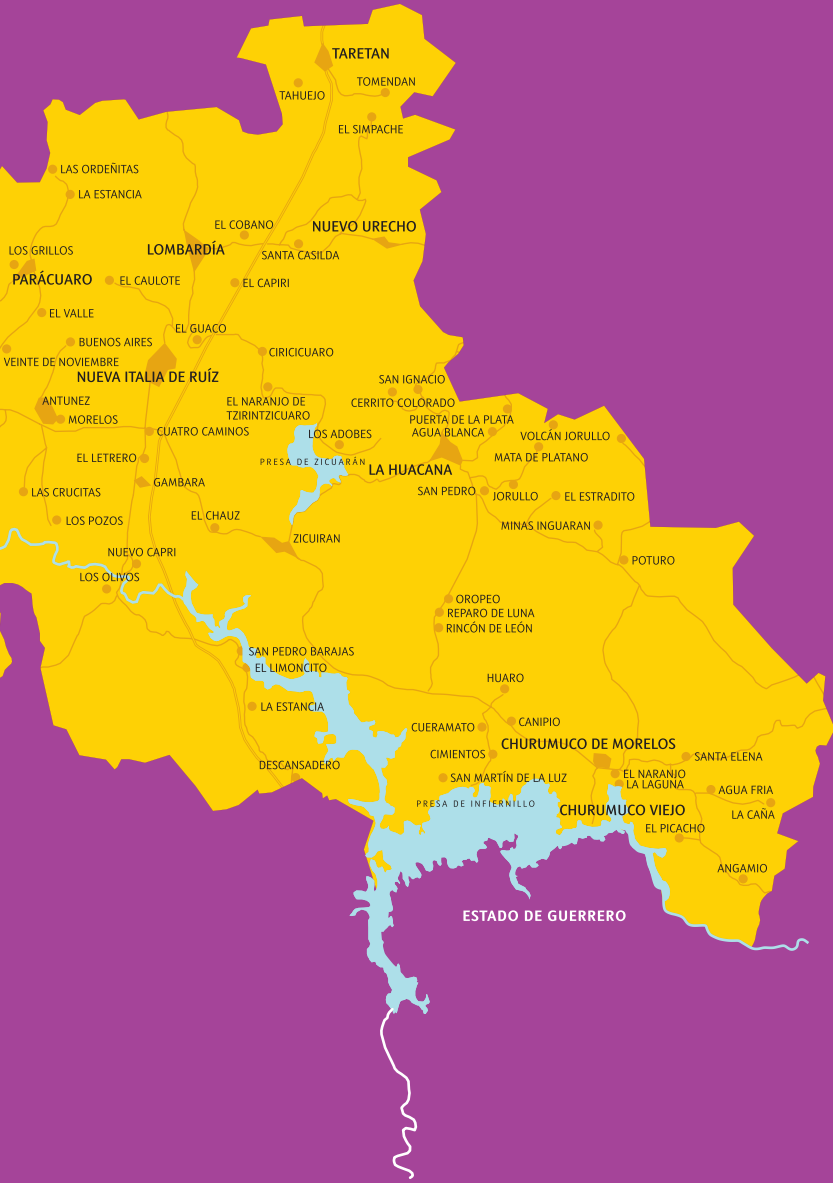 TARETAN
TOMENDAN
TAHUEJO
EL SIMPACHE
LAS ORDEÑITAS
LA ESTANCIA
EL COBANO
NUEVO URECHO
LOS GRILLOS
LOMBARDÍA
SANTA CASILDA
PARÁCUARO
EL CAULOTE
EL CAPIRI
EL VALLE
EL GUACO
BUENOS AIRES
CIRICICUARO
VEINTE DE NOVIEMBRE
NUEVA ITALIA DE RUÍZ
SAN IGNACIO
ANTUNEZ
EL NARANJO DE
TZIRINTZICUARO
CERRITO COLORADO
MORELOS
PUERTA DE LA PLATA
CUATRO CAMINOS
LOS ADOBES
AGUA BLANCA
VOLCÁN JORULLO
EL LETRERO
PRESA DE ZICUARÁN
LA HUACANA
MATA DE PLATANO
GAMBARA
LAS CRUCITAS
SAN PEDRO
JORULLO
EL ESTRADITO
LOS POZOS
EL CHAUZ
MINAS INGUARAN
ZICUIRAN
NUEVO CAPRI
POTURO
LOS OLIVOS
OROPEO
REPARO DE LUNA
RINCÓN DE LEÓN
SAN PEDRO BARAJAS
EL LIMONCITO
HUARO
LA ESTANCIA
CUERAMATO
CANIPIO
CHURUMUCO DE MORELOS
CIMIENTOS
SANTA ELENA
DESCANSADERO
SAN MARTÍN DE LA LUZ
EL NARANJO
LA LAGUNA
AGUA FRIA
PRESA DE INFIERNILLO
CHURUMUCO VIEJO
LA CAÑA
EL PICACHO
ANGAMIO
ESTADO DE GUERRERO